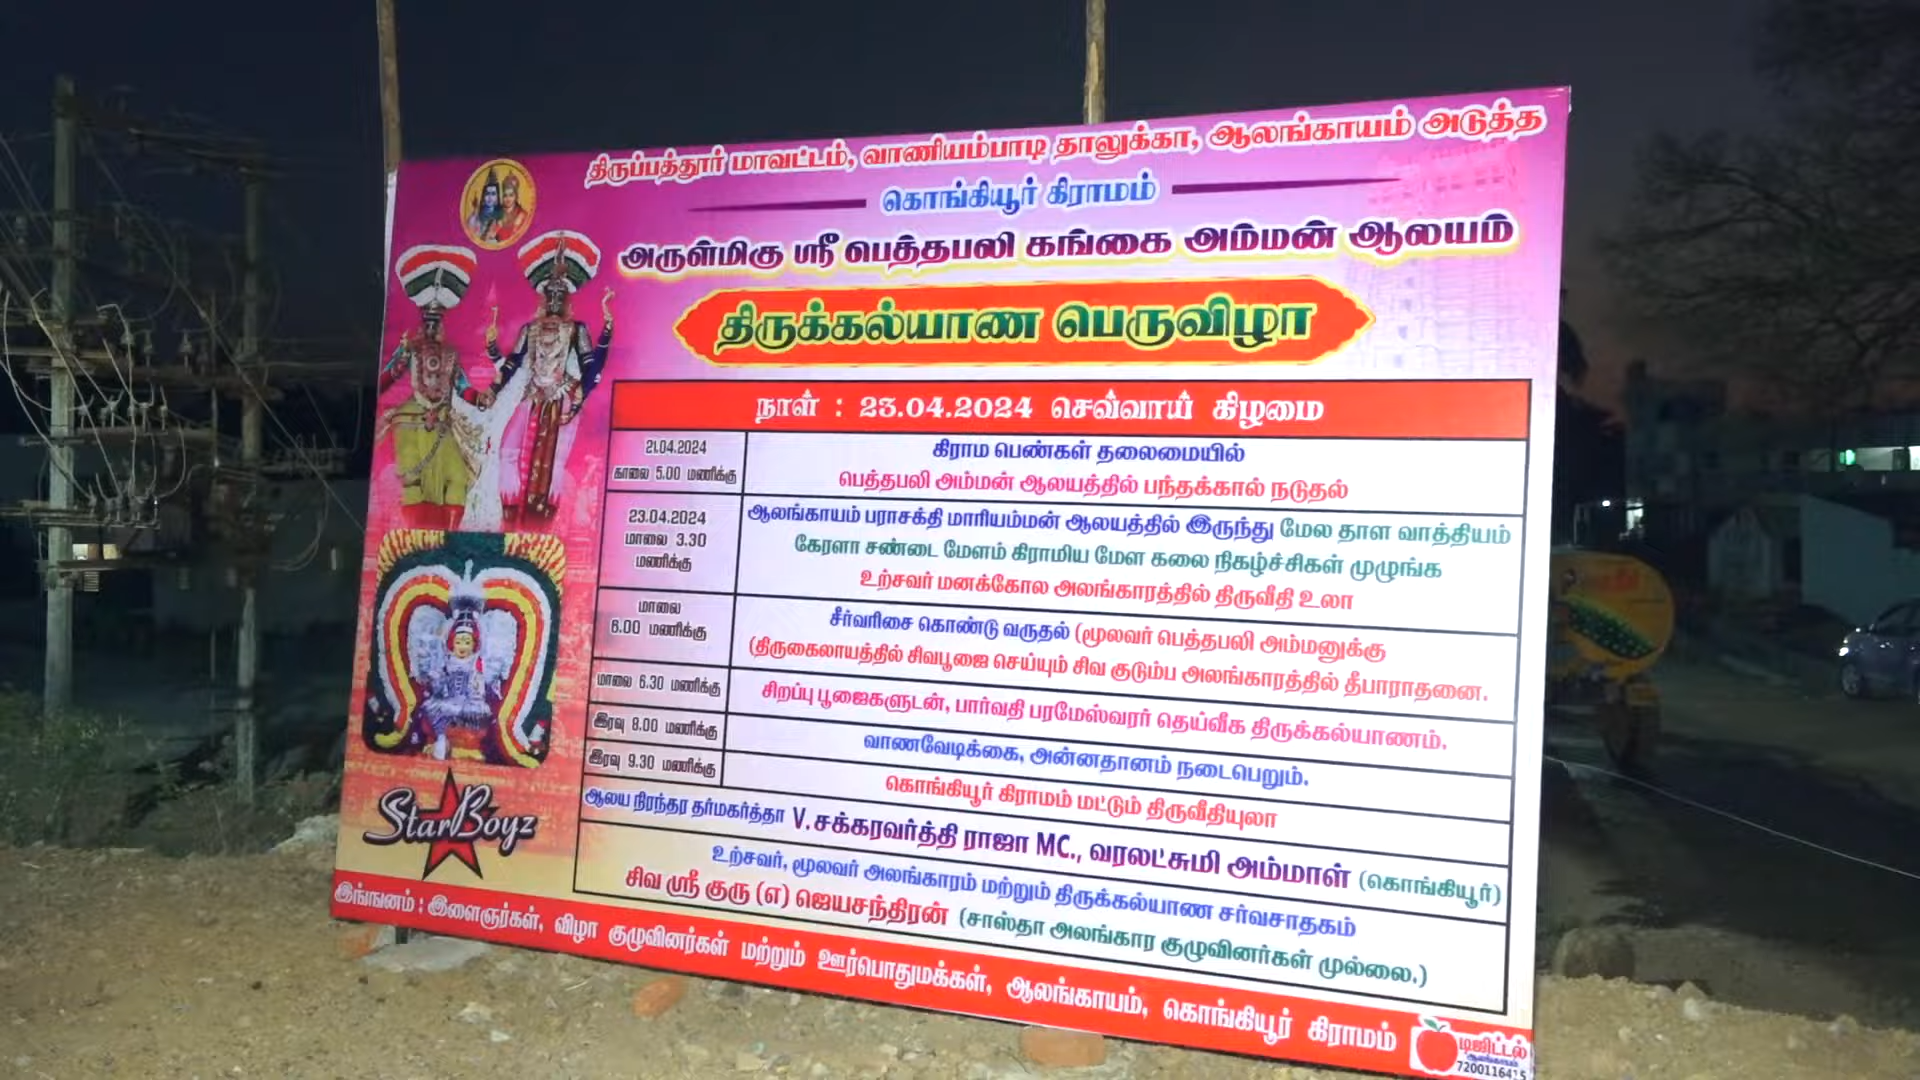 திருப்பத்தூர் மாவட்டம், வாணியம்பாடி தாலுக்கா, ஆலங்காயம் அடுத்த
கொங்கியூர் கிராமம்
அருள்மிகு ஸ்ரீ பெத்தபலி கங்கை அம்மன் ஆலயம்
திருக்கல்யாண பெருவிழா
நாள் : 23.04.2024 செவ்வாய் கிழமை
21.04.2024
காலை 5.00 மணிக்கு
கிராம பெண்கள் தலைமையில்
பெத்தபலி அம்மன் ஆலயத்தில் பந்தக்கால் நடுதல்
23.04.2024
மாலை 3.30
மணிக்கு
ஆலங்காயம் பராசக்தி மாரியம்மன் ஆலயத்தில் இருந்து மேல தாள வாத்தியம்
கேரளா சண்டை மேளம் கிராமிய மேள கலை நிகழ்ச்சிகள் முழுங்க
உற்சவர் மனக்கோல அலங்காரத்தில் திருவீதி உலா
மாலை
6.00 மணிக்கு
சீர்வரிசை கொண்டு வருதல் (மூலவர் பெத்தபலி அம்மனுக்கு
(திருகைலாயத்தில் சிவபூஜை செய்யும் சிவ குடும்ப அலங்காரத்தில் தீபாராதனை.
மாலை 6.30 மணிக்கு
சிறப்பு பூஜைகளுடன், பார்வதி பரமேஸ்வரர் தெய்வீக திருக்கல்யாணம்.
இரவு 8.00 மணிக்கு
வாணவேடிக்கை, அன்னதானம் நடைபெறும்.
இரவு 9.30 மணிக்கு
கொங்கியூர் கிராமம் மட்டும் திருவீதியுலா
ஆலய நிரந்தர தர்மகர்த்தா V.சக்கரவர்த்தி ராஜா MC., வரலட்சுமி அம்மாள் (கொங்கியூர்)
உற்சவர், மூலவர் அலங்காரம் மற்றும் திருக்கல்யாண சர்வசாதகம்
சிவ ஸ்ரீ குரு (எ) ஜெயசந்திரன் (சாஸ்தா அலங்கார குழுவினர்கள் முல்லை.)
StarBoyz
இங்ஙனம் : இளைஞர்கள், விழா குழுவினர்கள் மற்றும் ஊர்பொதுமக்கள், ஆலங்காயம், கொங்கியூர் கிராமம்
டிஜிட்டல்
ஆலங்காயம்
7200116415